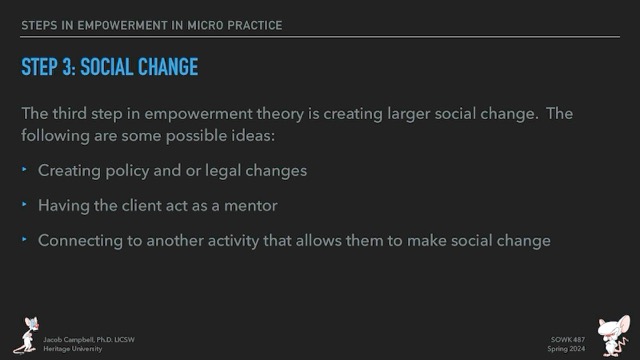 STEPS IN EMPOWERMENT IN MICRO PRACTICE
STEP 3: SOCIAL CHANGE
The third step in empowerment theory is creating larger social change.  The
following are some possible ideas:
‣ Creating policy and or legal changes
‣ Having the client act as a mentor
‣ Connecting to another activity that allows them to make social change
Jacob Campbell, Ph.D. LICSW
Heritage University
SOWK 487
Spring 2024